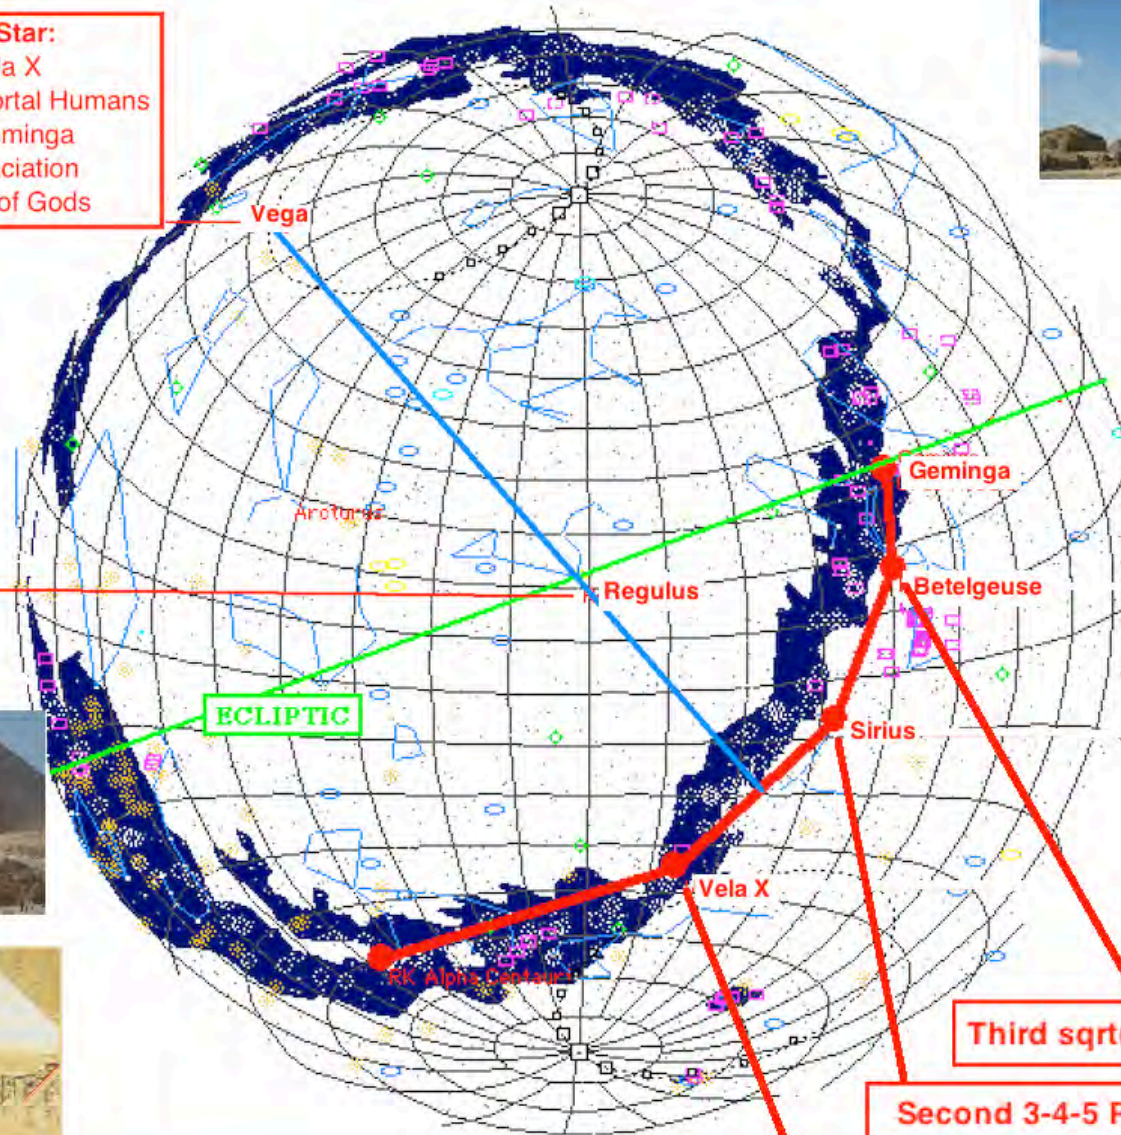 Star:
a X
ortal Humans
minga
ciation
of Gods
Vega
Geminga
Arcturus
Betelgeuse
Regulus
ECLIPTIC
Sirius
Vela X
RK Alpha Centauri
Third sqrt
Second 3-4-5 P